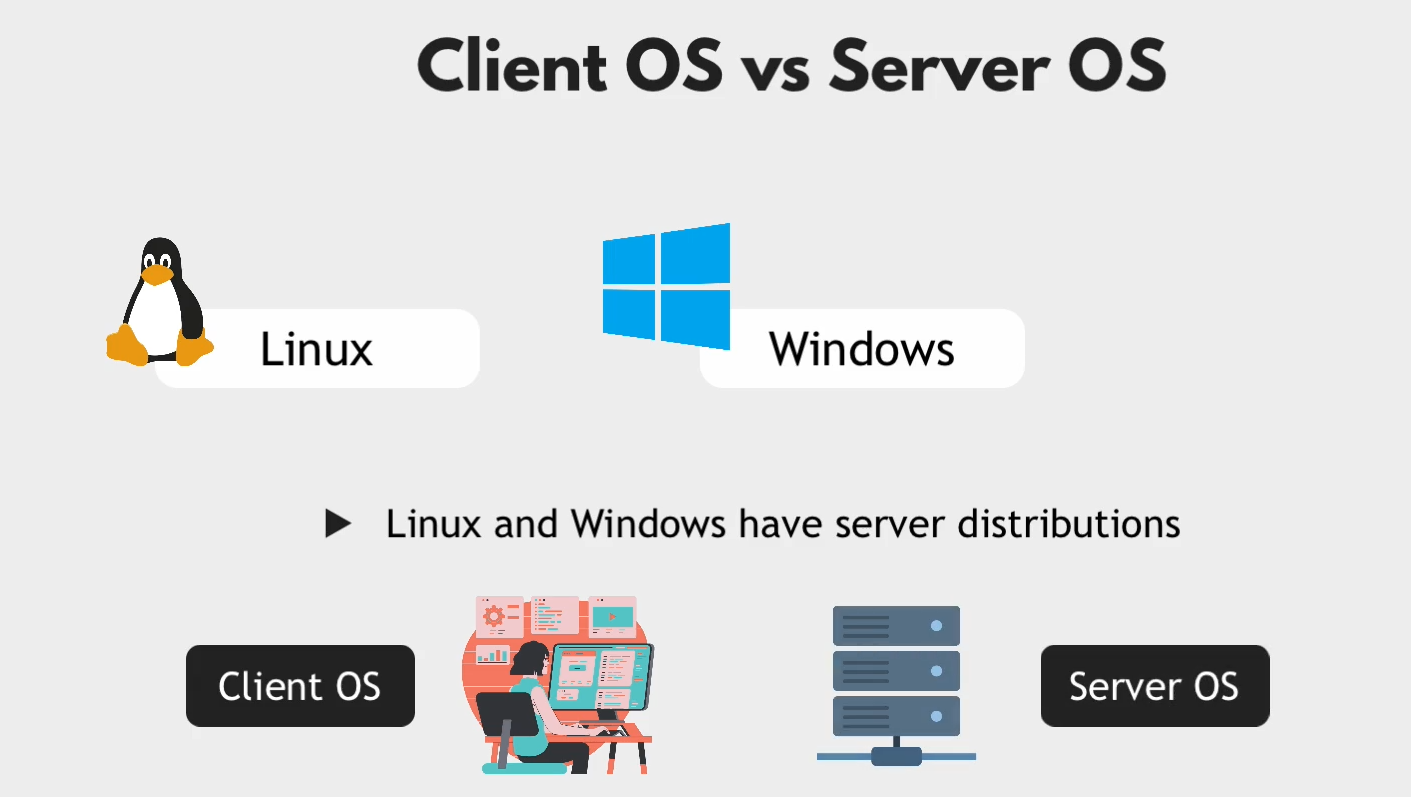 Client OS vs Server OS
Linux
Windows
Linux and Windows have server distributions
Client OS
Server OS